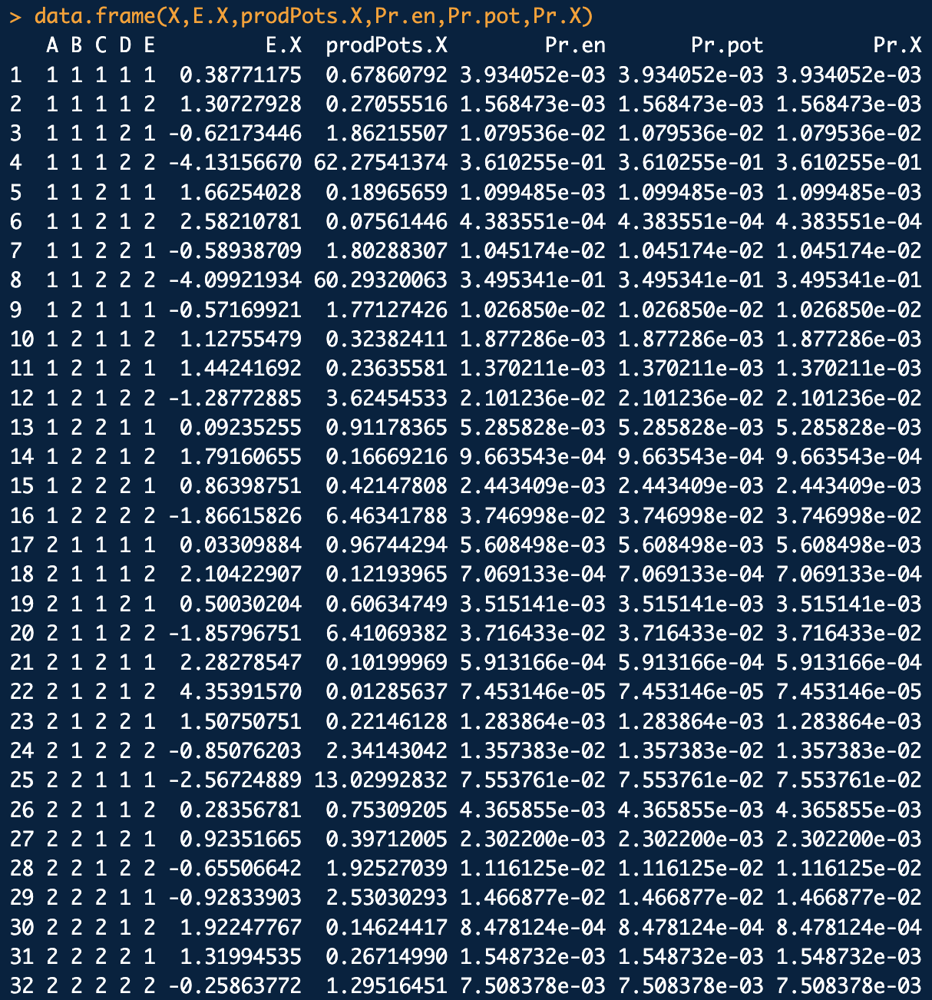 > data.frame(X,E.X,prodPots.X,Pr.en,Pr.pot,Pr.X)
A B C D E E.X prodPots.X Pr.en Pr.pot Pr.X
1 1 1 1 1 1 0.38771175 0.67860792 3.934052e-03 3.934052e-03 3.934052e-03
2 1 1 1 1 2 1.30727928 0.27055516 1.568473e-03 1.568473e-03 1.568473e-03
3 1 1 1 2 1 -0.62173446 1.86215507 1.079536e-02 1.079536e-02 1.079536e-02
4 1 1 1 2 2 -4.13156670 62.27541374 3.610255e-01 3.610255e-01 3.610255e-01
5 1 1 2 1 1 1.66254028 0.18965659 1.099485e-03 1.099485e-03 1.099485e-03
6 1 1 2 1 2 2.58210781 0.07561446 4.383551e-04 4.383551e-04 4.383551e-04
7 1 1 2 2 1 -0.58938709 1.80288307 1.045174e-02 1.045174e-02 1.045174e-02
8 1 1 2 2 2 -4.09921934 60.29320063 3.495341e-01 3.495341e-01 3.495341e-01
9 1 2 1 1 1 -0.57169921 1.77127426 1.026850e-02 1.026850e-02 1.026850e-02
10 1 2 1 1 2 1.12755479 0.32382411 1.877286e-03 1.877286e-03 1.877286e-03
11 1 2 1 2 1 1.44241692 0.23635581 1.370211e-03 1.370211e-03 1.370211e-03
12 1 2 1 2 2 -1.28772885 3.62454533 2.101236e-02 2.101236e-02 2.101236e-02
13 1 2 2 1 1 0.09235255 0.91178365 5.285828e-03 5.285828e-03 5.285828e-03
14 1 2 2 1 2 1.79160655 0.16669216 9.663543e-04 9.663543e-04 9.663543e-04
15 1 2 2 2 1 0.86398751 0.42147808 2.443409e-03 2.443409e-03 2.443409e-03
16 1 2 2 2 2 -1.86615826 6.46341788 3.746998e-02 3.746998e-02 3.746998e-02
17 2 1 1 1 1 0.03309884 0.96744294 5.608498e-03 5.608498e-03 5.608498e-03
18 2 1 1 1 2 2.10422907 0.12193965 7.069133e-04 7.069133e-04 7.069133e-04
19 2 1 1 2 1 0.50030204 0.60634749 3.515141e-03 3.515141e-03 3.515141e-03
20 2 1 1 2 2 -1.85796751 6.41069382 3.716433e-02 3.716433e-02 3.716433e-02
21 2 1 2 1 1 2.28278547 0.10199969 5.913166e-04 5.913166e-04 5.913166e-04
22 2 1 2 1 2 4.35391570 0.01285637 7.453146e-05 7.453146e-05 7.453146e-05
23 2 1 2 2 1 1.50750751 0.22146128 1.283864e-03 1.283864e-03 1.283864e-03
24 2 1 2 2 2 -0.85076203 2.34143042 1.357383e-02 1.357383e-02 1.357383e-02
25 2 2 1 1 1 -2.56724889 13.02992832 7.553761e-02 7.553761e-02 7.553761e-02
26 2 2 1 1 2 0.28356781 0.75309205 4.365855e-03 4.365855e-03 4.365855e-03
27 2 2 1 2 1 0.92351665 0.39712005 2.302200e-03 2.302200e-03 2.302200e-03
28 2 2 1 2 2 -0.65506642 1.92527039 1.116125e-02 1.116125e-02 1.116125e-02
29 2 2 2 1 1 -0.92833903 2.53030293 1.466877e-02 1.466877e-02 1.466877e-02
30 2 2 2 1 2 1.92247767 0.14624417 8.478124e-04 8.478124e-04 8.478124e-04
31 2 2 2 2 1 1.31994535 0.26714990 1.548732e-03 1.548732e-03 1.548732e-03
32 2 2 2 2 2 -0.25863772 1.29516451 7.508378e-03 7.508378e-03 7.508378e-03